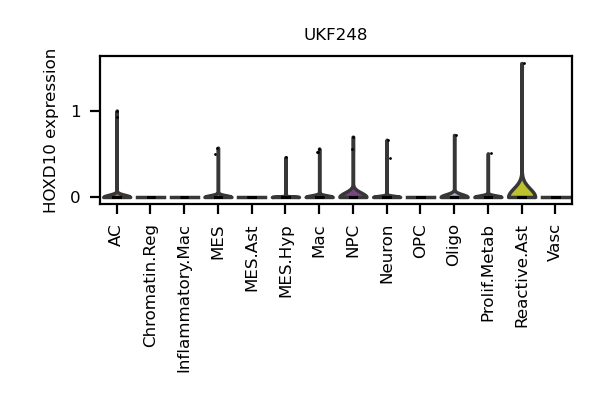 UKF248
HOXD10 expression
1
0
AC
Chromatin.Reg
Inflammatory.Mac
MES
MES.Ast
MES.Hyp
Mac
NPC
Neuron
OPC
Oligo
Prolif.Metab
Reactive.Ast
Vasc